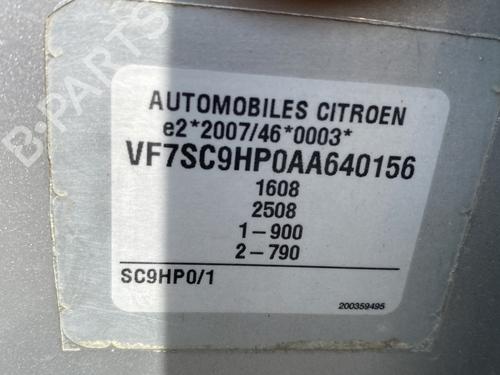 B-PARTS
AUTOMOBILES CITROEN
e2*2007/46*0003*
VF7SC9HP0AA640156
1608
2508
1-900
2-790
SC9HP0/1
200359495